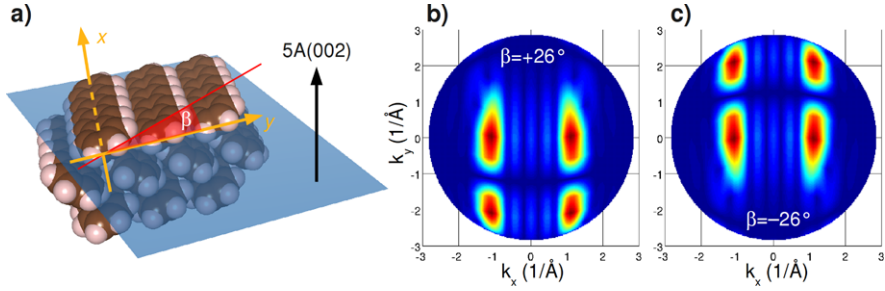 a)
x
5A(002)
β
y
b)
β=+26°
3
2
1
0
-1
-2
-3
k_y (1/Å)
-3 -2 -1 0 1 2 3
k_x (1/Å)
c)
β=−26°
3
2
1
0
-1
-2
-3
k_y (1/Å)
-3 -2 -1 0 1 2 3
k_x (1/Å)